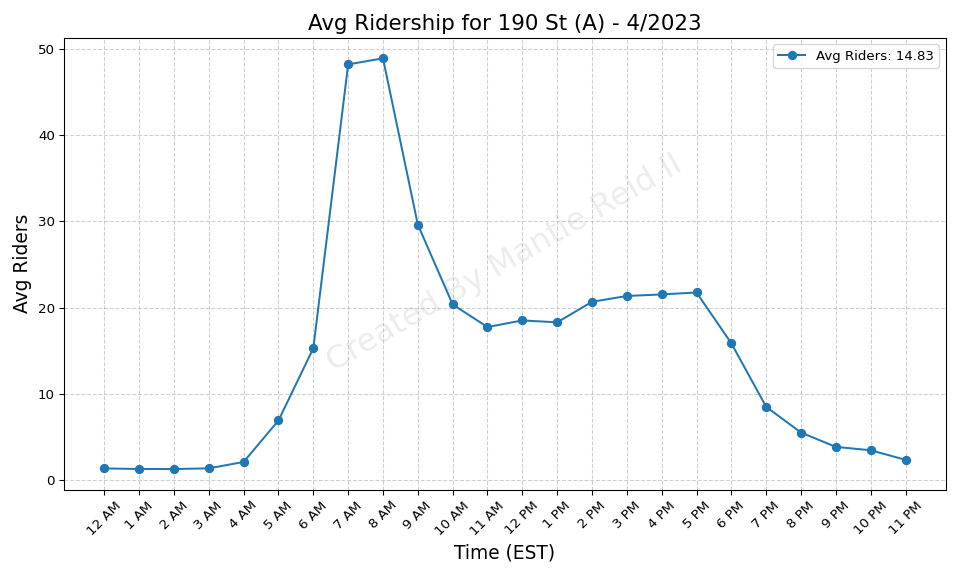 Avg Ridership for 190 St (A) - 4/2023
Avg Riders: 14.83
50
40
30
20
10
0
Avg Riders
Created By Mantle Reid II
12 AM
1 AM
2 AM
3 AM
4 AM
5 AM
6 AM
7 AM
8 AM
9 AM
10 AM
11 AM
12 PM
1 PM
2 PM
3 PM
4 PM
5 PM
6 PM
7 PM
8 PM
9 PM
10 PM
11 PM
Time (EST)